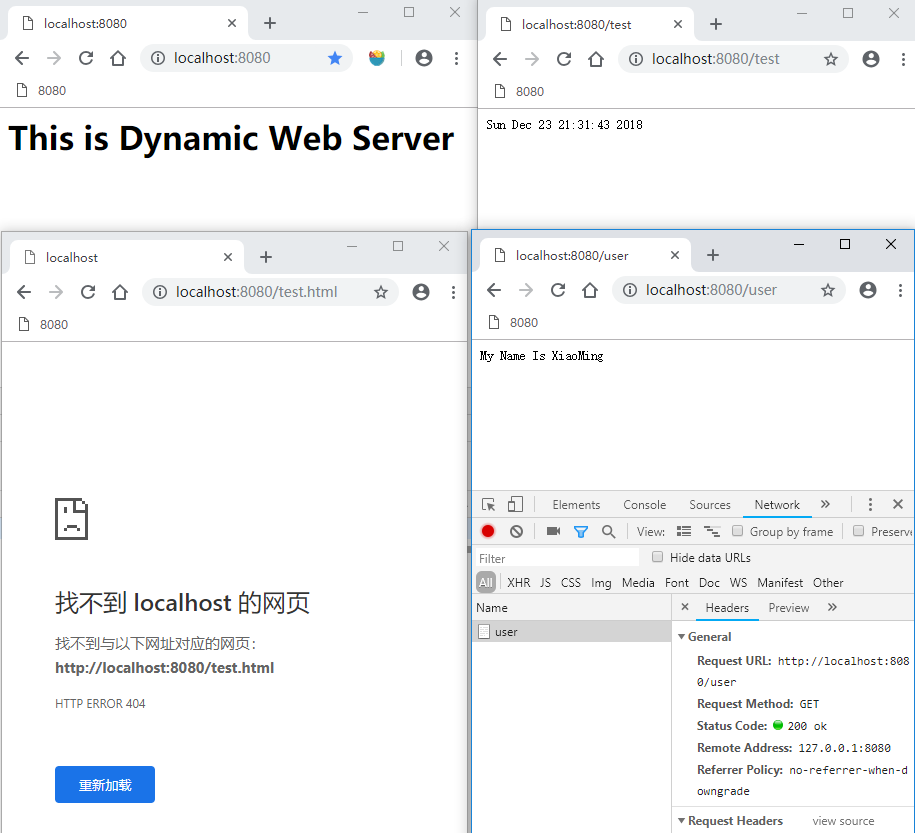 localhost:8080
localhost:8080
8080
This is Dynamic Web Server
localhost:8080/test
localhost:8080/test
8080
Sun Dec 23 21:31:43 2018
localhost
localhost:8080/test.html
8080
找不到 localhost 的网页
找不到与以下网址对应的网页：
http://localhost:8080/test.html
HTTP ERROR 404
重新加载
localhost:8080/user
localhost:8080/user
8080
My Name Is XiaoMing
Elements Console Sources Network »
View: Group by frame Preserve
Filter Hide data URLs
All XHR JS CSS Img Media Font Doc WS Manifest Other
Name
user
Headers Preview »
General
Request URL: http://localhost:808
0/user
Request Method: GET
Status Code: 200 ok
Remote Address: 127.0.0.1:8080
Referrer Policy: no-referrer-when-d
owngrade
Request Headers view source